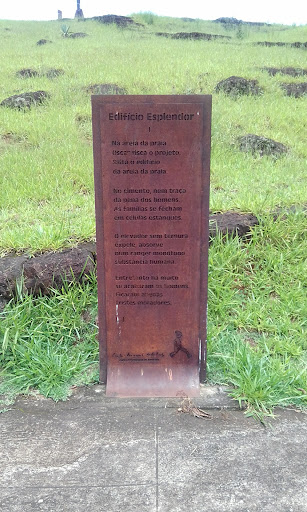 Edifício Esplendor
I
Na areia da praia
Oscar risca o projeto.
Salta o edifício
da areia da praia.
No cimento, nem traço
da pena dos homens.
As famílias se fecham
em células estanques.
O elevador sem ternura
expele, absorve
num ranger monótono
substância humana.
Entretanto há muito
se acabaram os homens.
Ficaram apenas
tristes moradores.